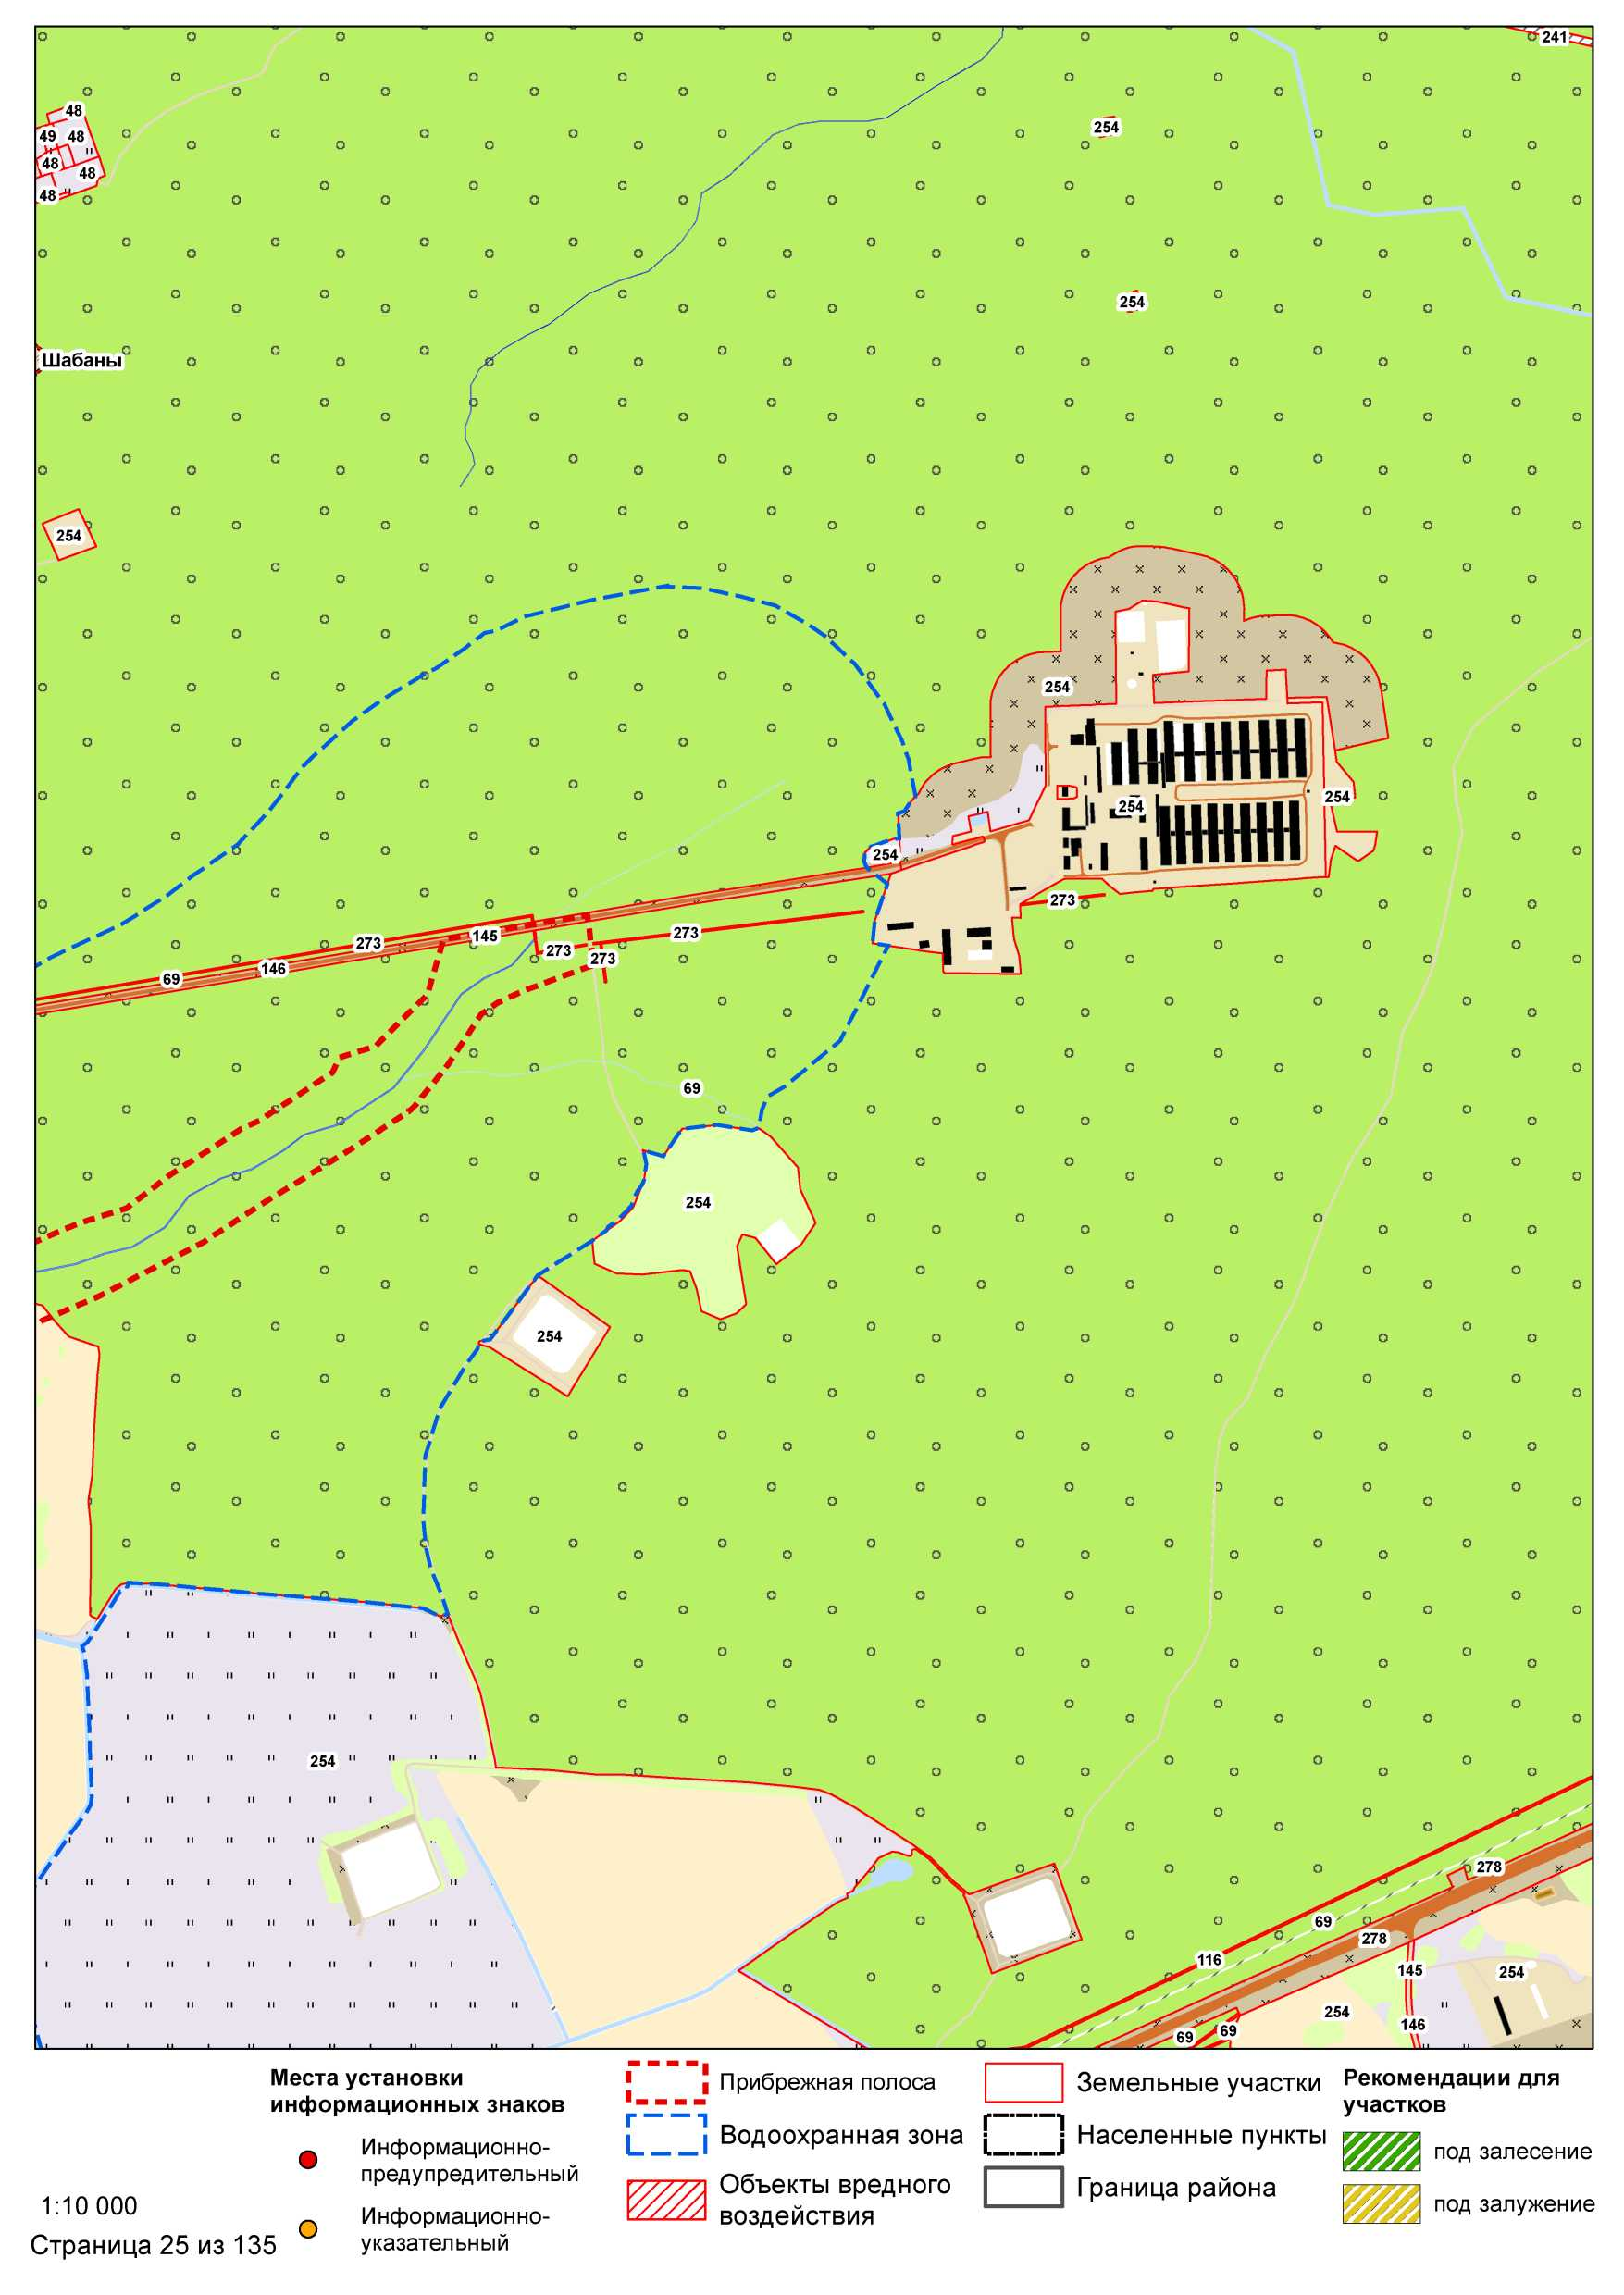 241
48
254
49 48
48
48
48
254
Шабаны
254
254
254
254
254
254
273
273
145
273
273
273
146
69
69
254
254
254
278
69
278
116
145
254
254
146
69
69
Места установки
информационных знаков
Информационно-
предупредительный
Информационно-
указательный
Прибрежная полоса
Водоохранная зона
Объекты вредного
воздействия
Земельные участки
Населенные пункты
Граница района
Рекомендации для
участков
под залесение
под залужение
1:10 000
Страница 25 из 135